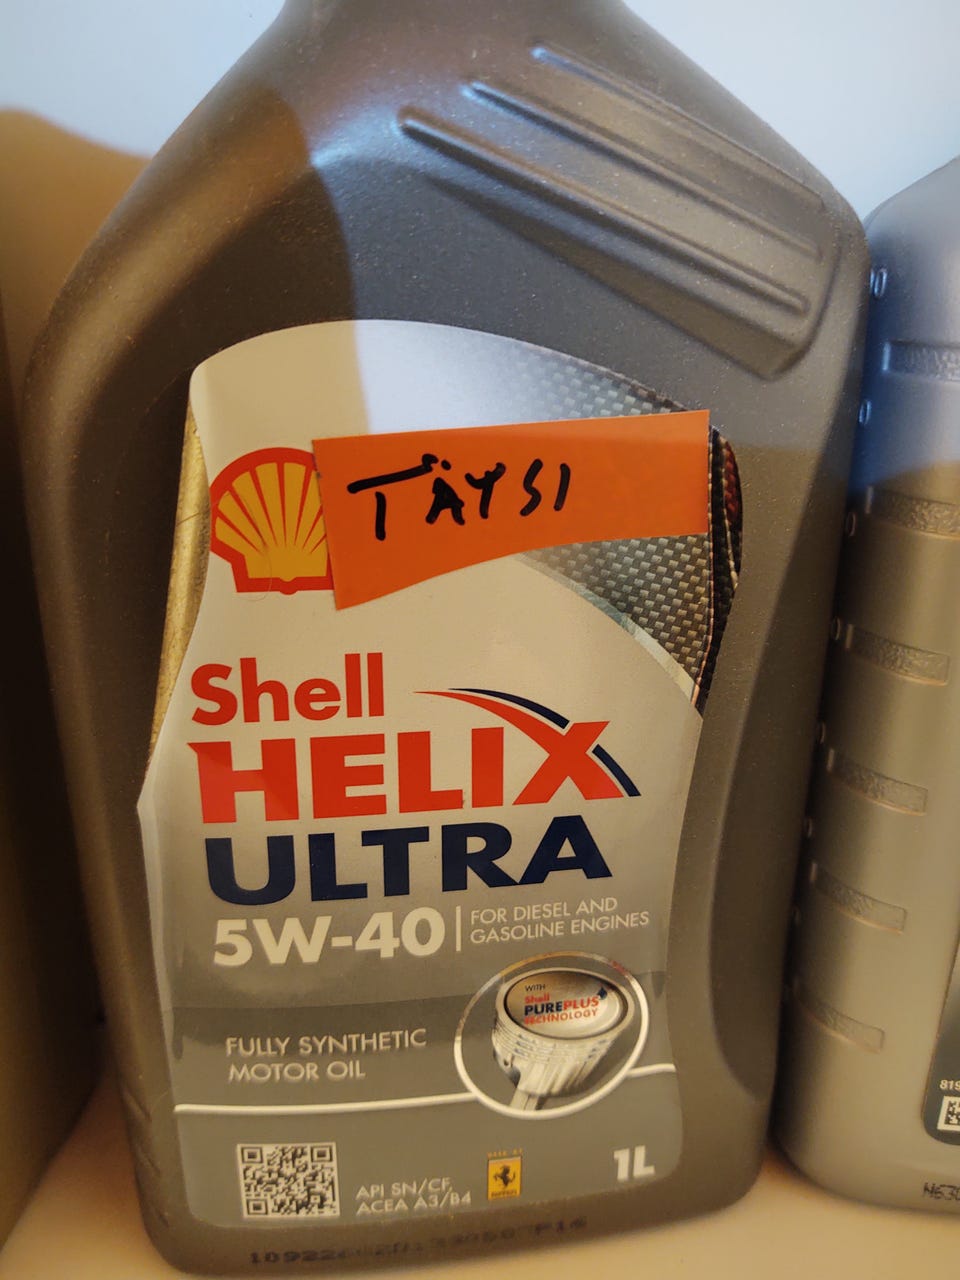 TÄYSI
Shell
HELIX
ULTRA
5W-40
FOR DIESEL AND
GASOLINE ENGINES
WITH
Shell
PUREPLUS
TECHNOLOGY
FULLY SYNTHETIC
MOTOR OIL
API SN/CF,
ACEA A3/B4
1L
819